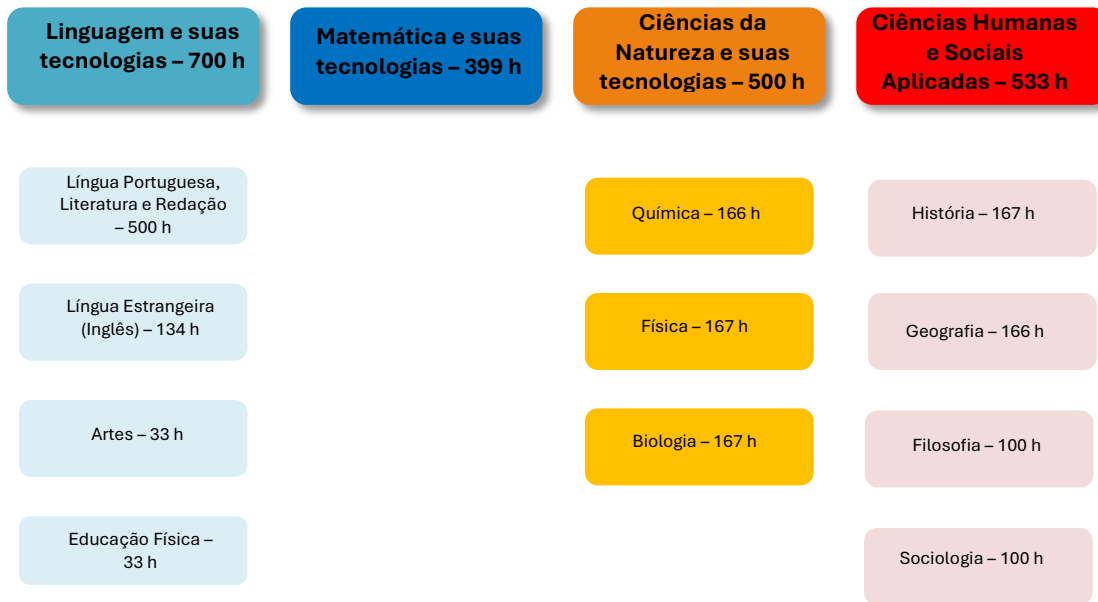 Linguagem e suas
tecnologias – 700 h
Matemática e suas
tecnologias – 399 h
Ciências da
Natureza e suas
tecnologias – 500 h
Ciências Humanas
e Sociais
Aplicadas – 533 h
Língua Portuguesa,
Literatura e Redação
– 500 h
Língua Estrangeira
(Inglês) – 134 h
Artes – 33 h
Educação Física –
33 h
Química – 166 h
Física – 167 h
Biologia – 167 h
História – 167 h
Geografia – 166 h
Filosofia – 100 h
Sociologia – 100 h